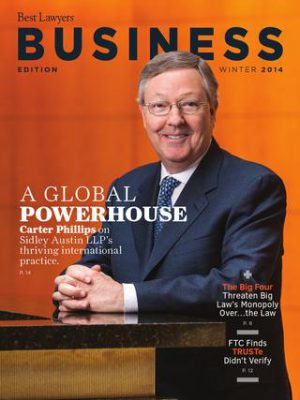 Best Lawyers
BUSINESS
EDITION
WINTER 2014
A GLOBAL
POWERHOUSE
Carter Phillips on
Sidley Austin LLP's
thriving international
practice.
P. 14
The Big Four
Threaten Big
Law's Monopoly
Over...the Law
P. 8
FTC Finds
TRUSTe
Didn't Verify
P. 12